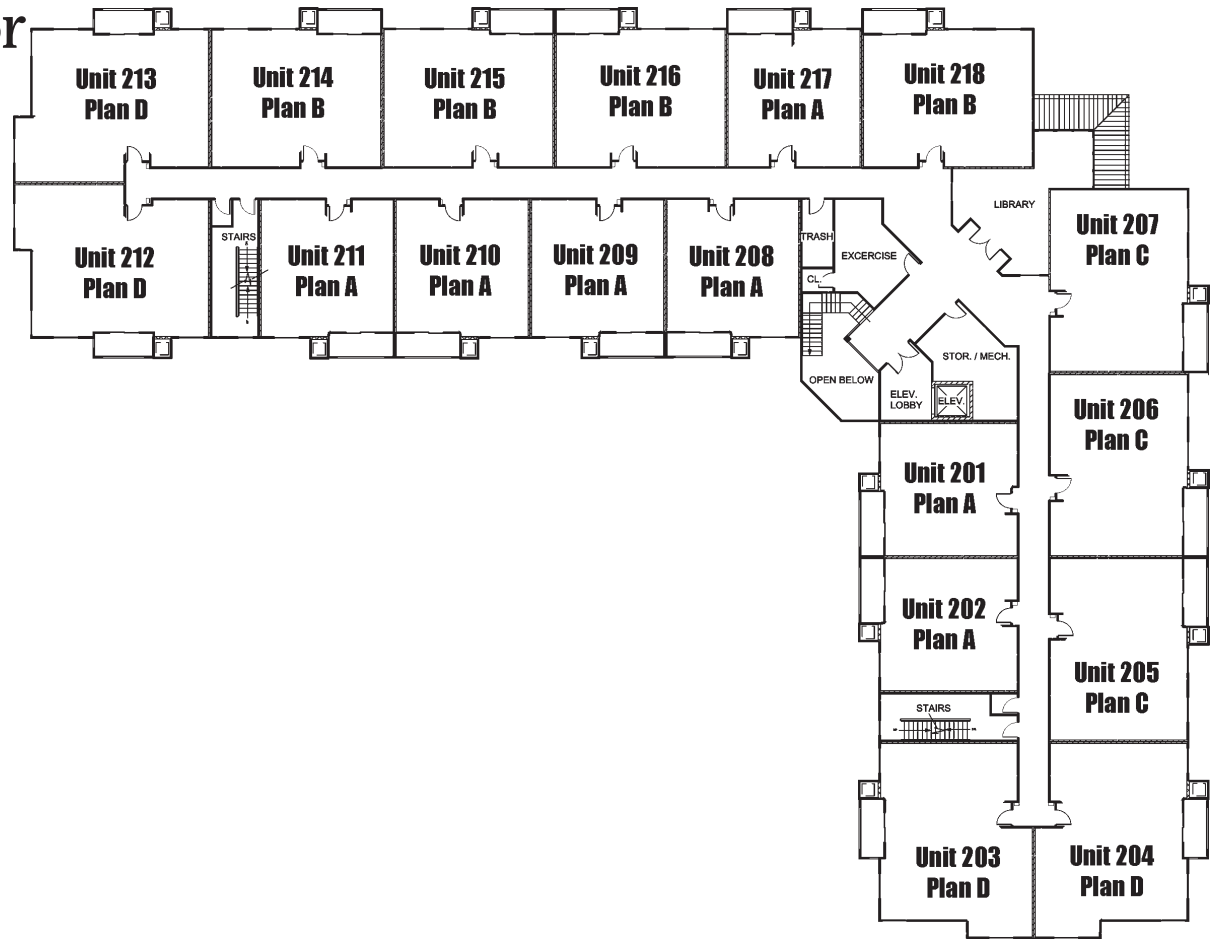 or
Unit 213
Plan D
Unit 214
Plan B
Unit 215
Plan B
Unit 216
Plan B
Unit 217
Plan A
Unit 218
Plan B
LIBRARY
Unit 207
Plan C
Unit 212
Plan D
STAIRS
Unit 211
Plan A
Unit 210
Plan A
Unit 209
Plan A
Unit 208
Plan A
TRASH
EXCERCISE
CL.
OPEN BELOW
ELEV.
LOBBY
ELEV.
STOR. / MECH.
Unit 206
Plan C
Unit 201
Plan A
Unit 202
Plan A
Unit 205
Plan C
STAIRS
Unit 203
Plan D
Unit 204
Plan D